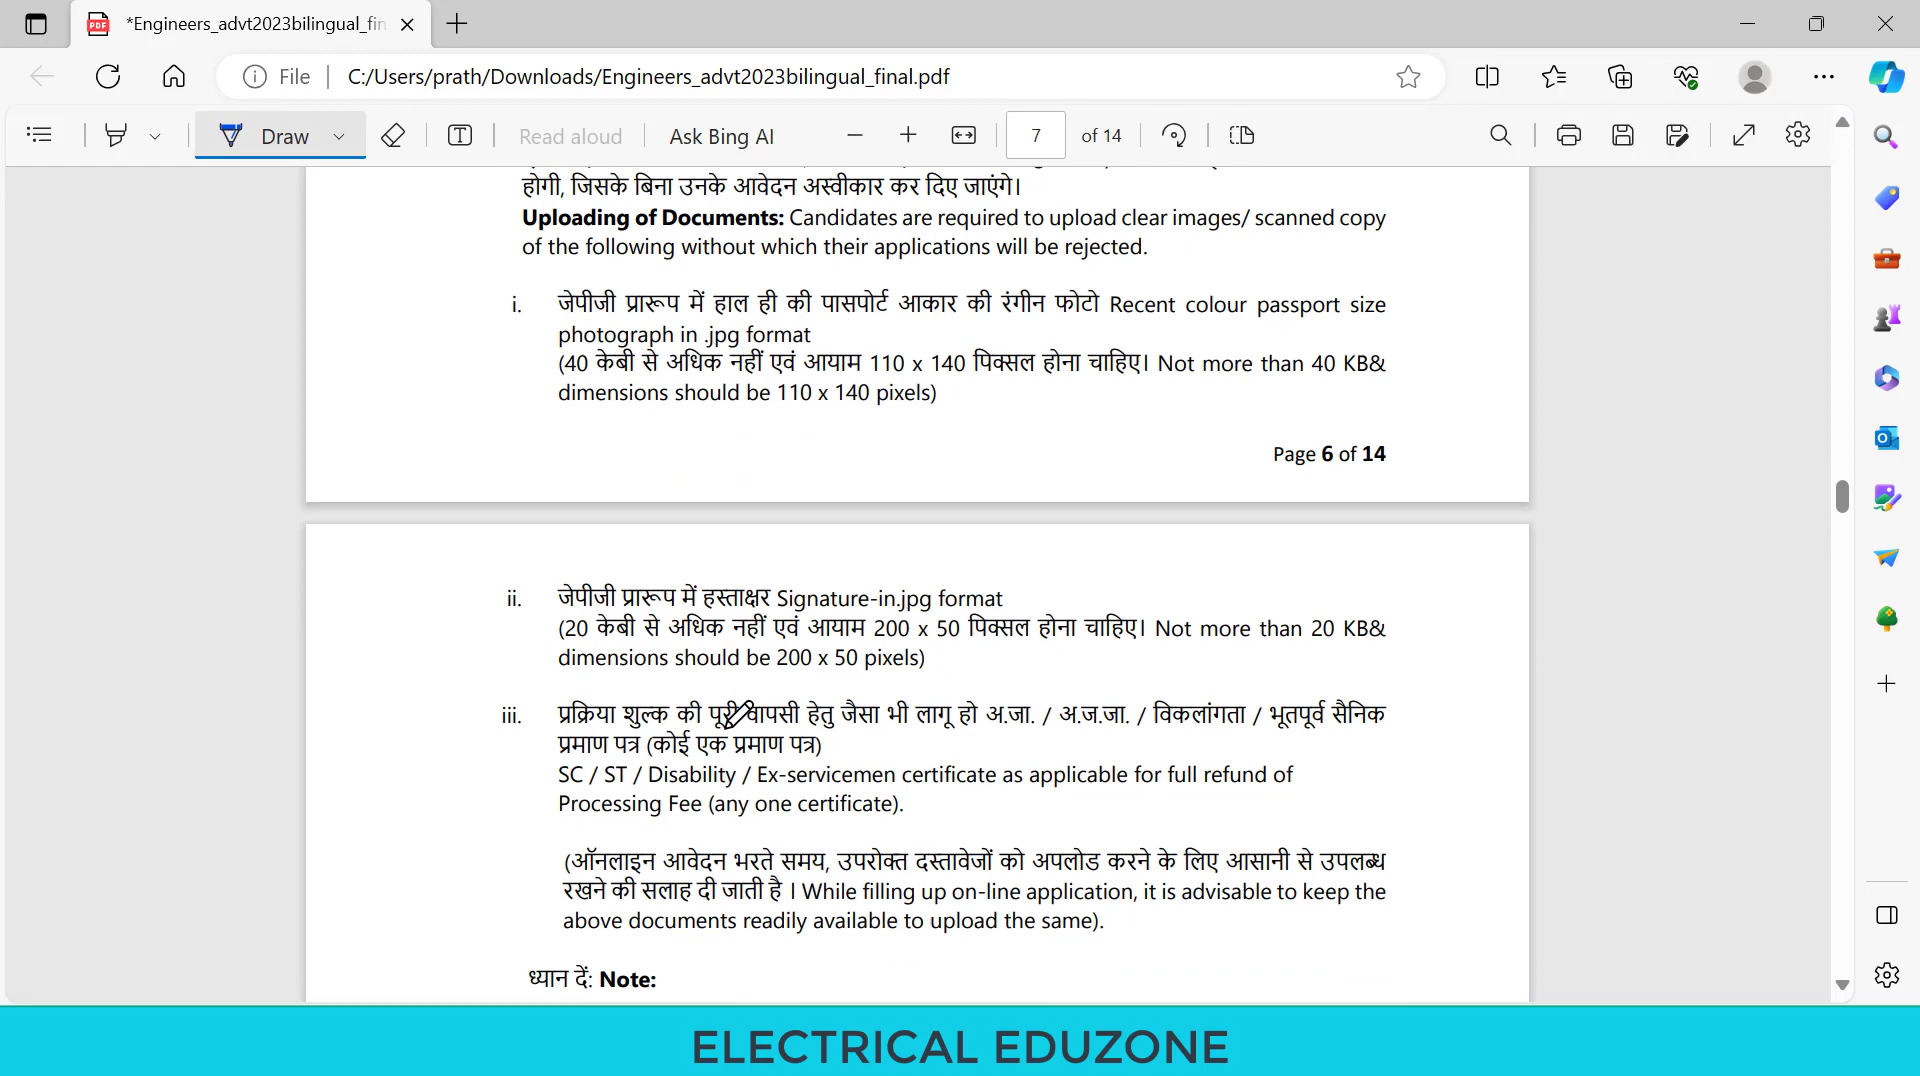 *Engineers_advt2023bilingual_fin
File
C:/Users/prath/Downloads/Engineers_advt2023bilingual_final.pdf
Draw
Read aloud
Ask Bing AI
7 of 14
होगी, जिसके बिना उनके आवेदन अस्वीकार कर दिए जाएंगे।
Uploading of Documents: Candidates are required to upload clear images/ scanned copy
of the following without which their applications will be rejected.
i. जेपीजी प्रारूप में हाल ही की पासपोर्ट आकार की रंगीन फोटो Recent colour passport size
photograph in .jpg format
(40 केबी से अधिक नहीं एवं आयाम 110 x 140 पिक्सल होना चाहिए। Not more than 40 KB&
dimensions should be 110 x 140 pixels)
Page 6 of 14
ii. जेपीजी प्रारूप में हस्ताक्षर Signature-in.jpg format
(20 केबी से अधिक नहीं एवं आयाम 200 x 50 पिक्सल होना चाहिए। Not more than 20 KB&
dimensions should be 200 x 50 pixels)
iii. प्रक्रिया शुल्क की पूरी वापसी हेतु जैसा भी लागू हो अ.जा. / अ.ज.जा. / विकलांगता / भूतपूर्व सैनिक
प्रमाण पत्र (कोई एक प्रमाण पत्र)
SC / ST / Disability / Ex-servicemen certificate as applicable for full refund of
Processing Fee (any one certificate).
(ऑनलाइन आवेदन भरते समय, उपरोक्त दस्तावेजों को अपलोड करने के लिए आसानी से उपलब्ध
रखने की सलाह दी जाती है । While filling up on-line application, it is advisable to keep the
above documents readily available to upload the same).
ध्यान दें: Note:
ELECTRICAL EDUZONE